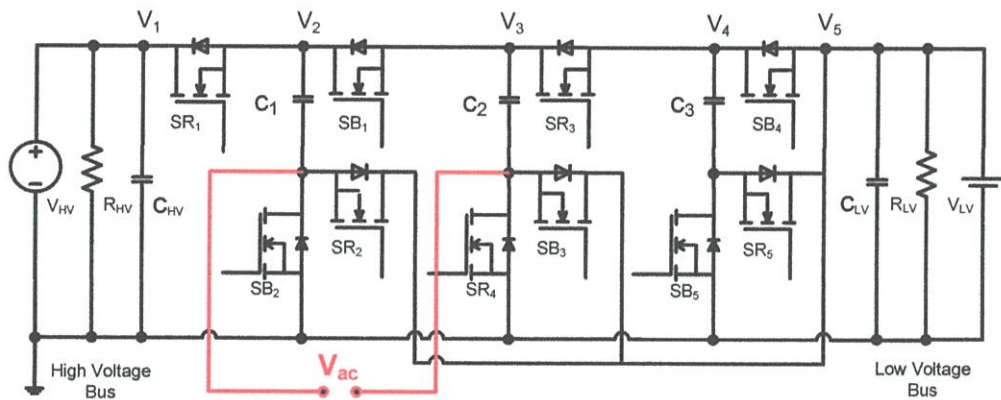 V1 V2 V3 V4 V5
C1 C2 C3
SR1 SB1 SR3 SB4
+
−
VHV RHV CHV CLV RLV VLV
SB2 SR2 SR4 SB3 SB5 SR5
High Voltage
Bus
Vac
Low Voltage
Bus